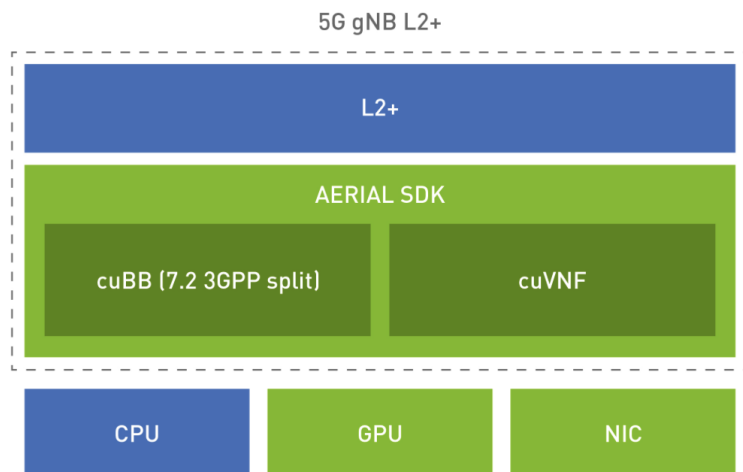 5G gNB L2+
L2+
AERIAL SDK
cuBB (7.2 3GPP split)
cuVNF
CPU
GPU
NIC